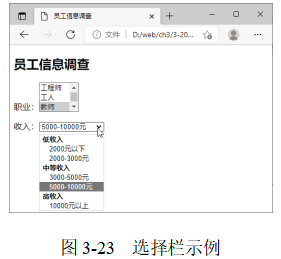 员工信息调查
文件 D:/web/ch3/3-20...
员工信息调查
工程师
工人
职业: 教师
收入: 5000-10000元
低收入
2000元以下
2000-3000元
中等收入
3000-5000元
5000-10000元
高收入
10000元以上
图 3-23 选择栏示例